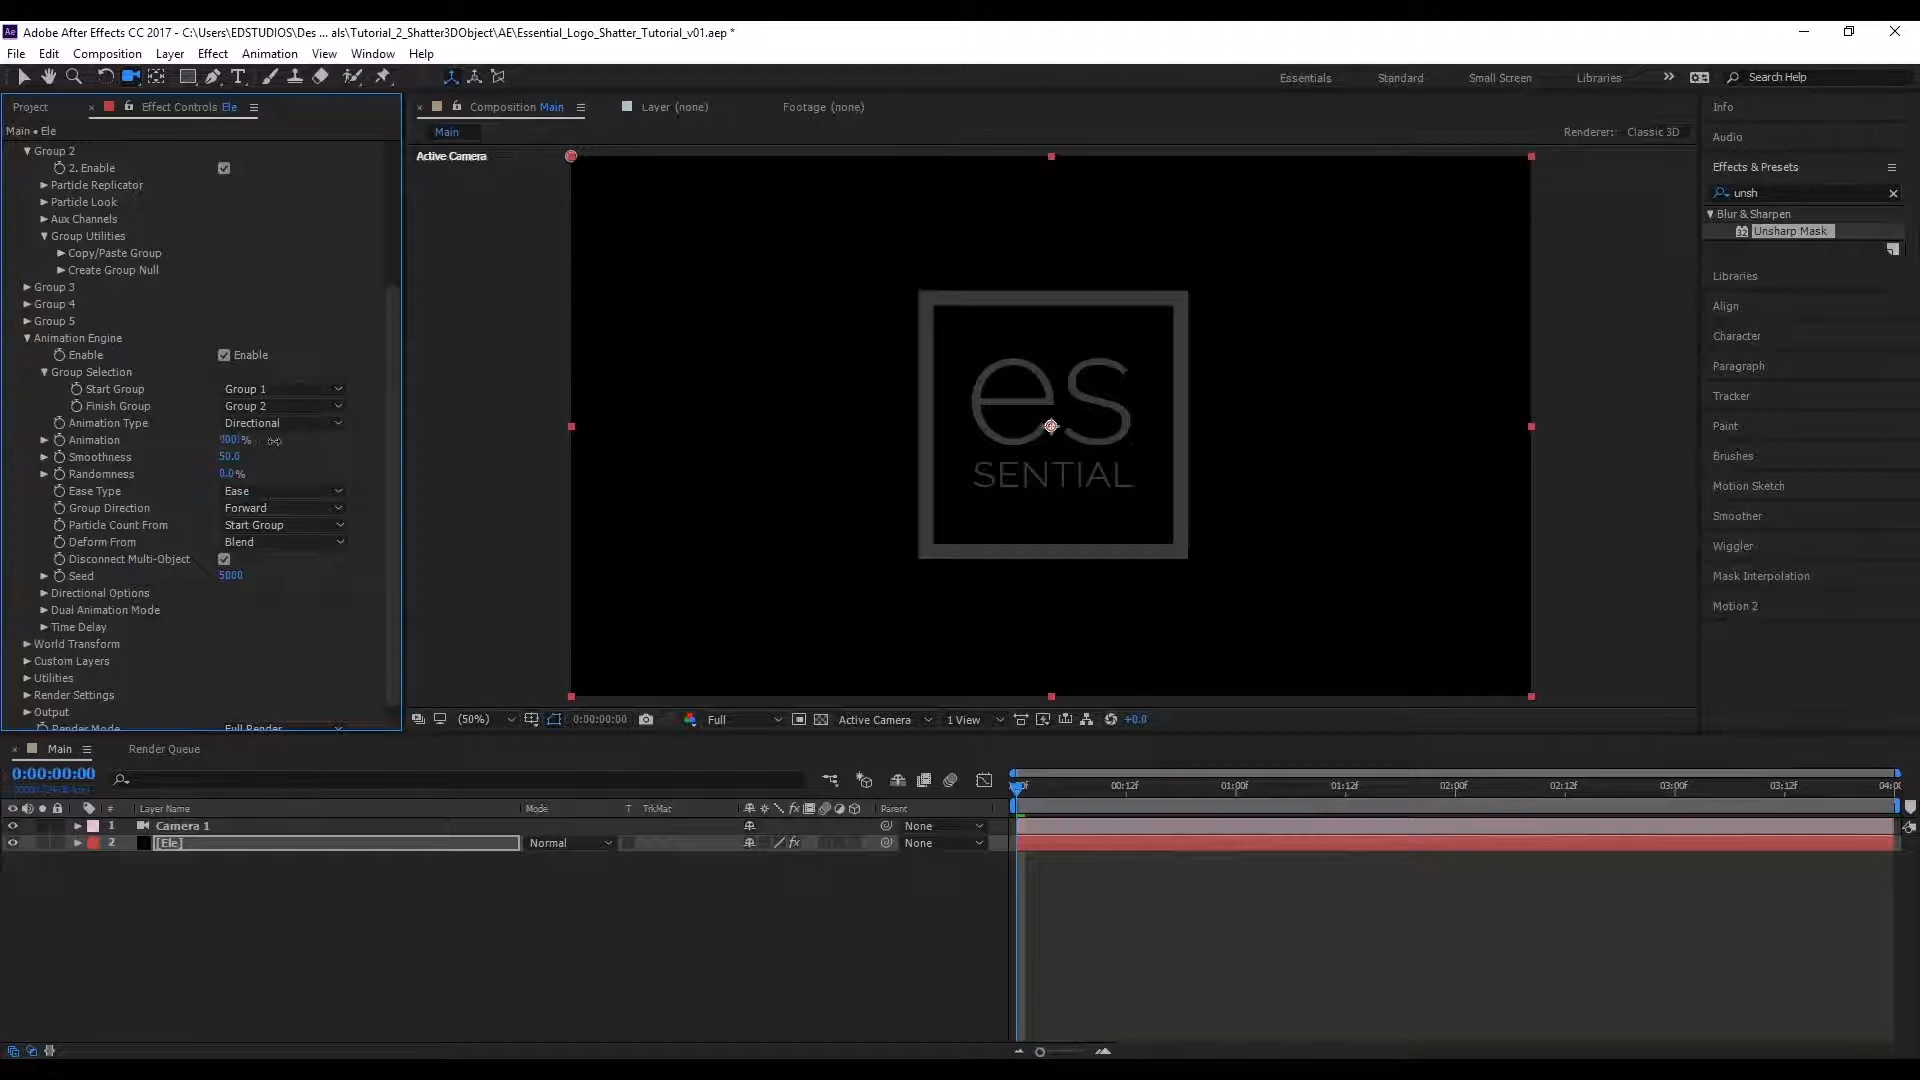 Adobe After Effects CC 2017 - C:\Users\EDSTUDIOS\Des ... als\Tutorial_2_Shatter3DObject\AE\Essential_Logo_Shatter_Tutorial_v01.aep *
File Edit Composition Layer Effect Animation View Window Help
Essentials Standard Small Screen Libraries Search Help
Project Effect Controls Ele
Composition Main Layer (none) Footage (none)
Main • Ele
Main Renderer: Classic 3D
Active Camera
Group 2
2. Enable
Particle Replicator
Particle Look
Aux Channels
Group Utilities
Copy/Paste Group
Create Group Null
Group 3
Group 4
Group 5
Animation Engine
Enable Enable
Group Selection
Start Group Group 1
Finish Group Group 2
Animation Type Directional
Animation
Smoothness 50.0
Randomness 0.0%
Ease Type Ease
Group Direction Forward
Particle Count From Start Group
Deform From Blend
Disconnect Multi-Object
Seed 5000
Directional Options
Dual Animation Mode
Time Delay
World Transform
Custom Layers
Utilities
Render Settings
Output
Render Mode Full Render
es
SENTIAL
(50%) 0:00:00:00 Full Active Camera 1 View +0.0
Info
Audio
Effects & Presets
unsh
Blur & Sharpen
32 Unsharp Mask
Libraries
Align
Character
Paragraph
Tracker
Paint
Brushes
Motion Sketch
Smoother
Wiggler
Mask Interpolation
Motion 2
Main Render Queue
0:00:00:00
00:12f 01:00f 01:12f 02:00f 02:12f 03:00f 03:12f
# Layer Name Mode T TrkMat Parent
1 Camera 1 None
2 [Ele] Normal None